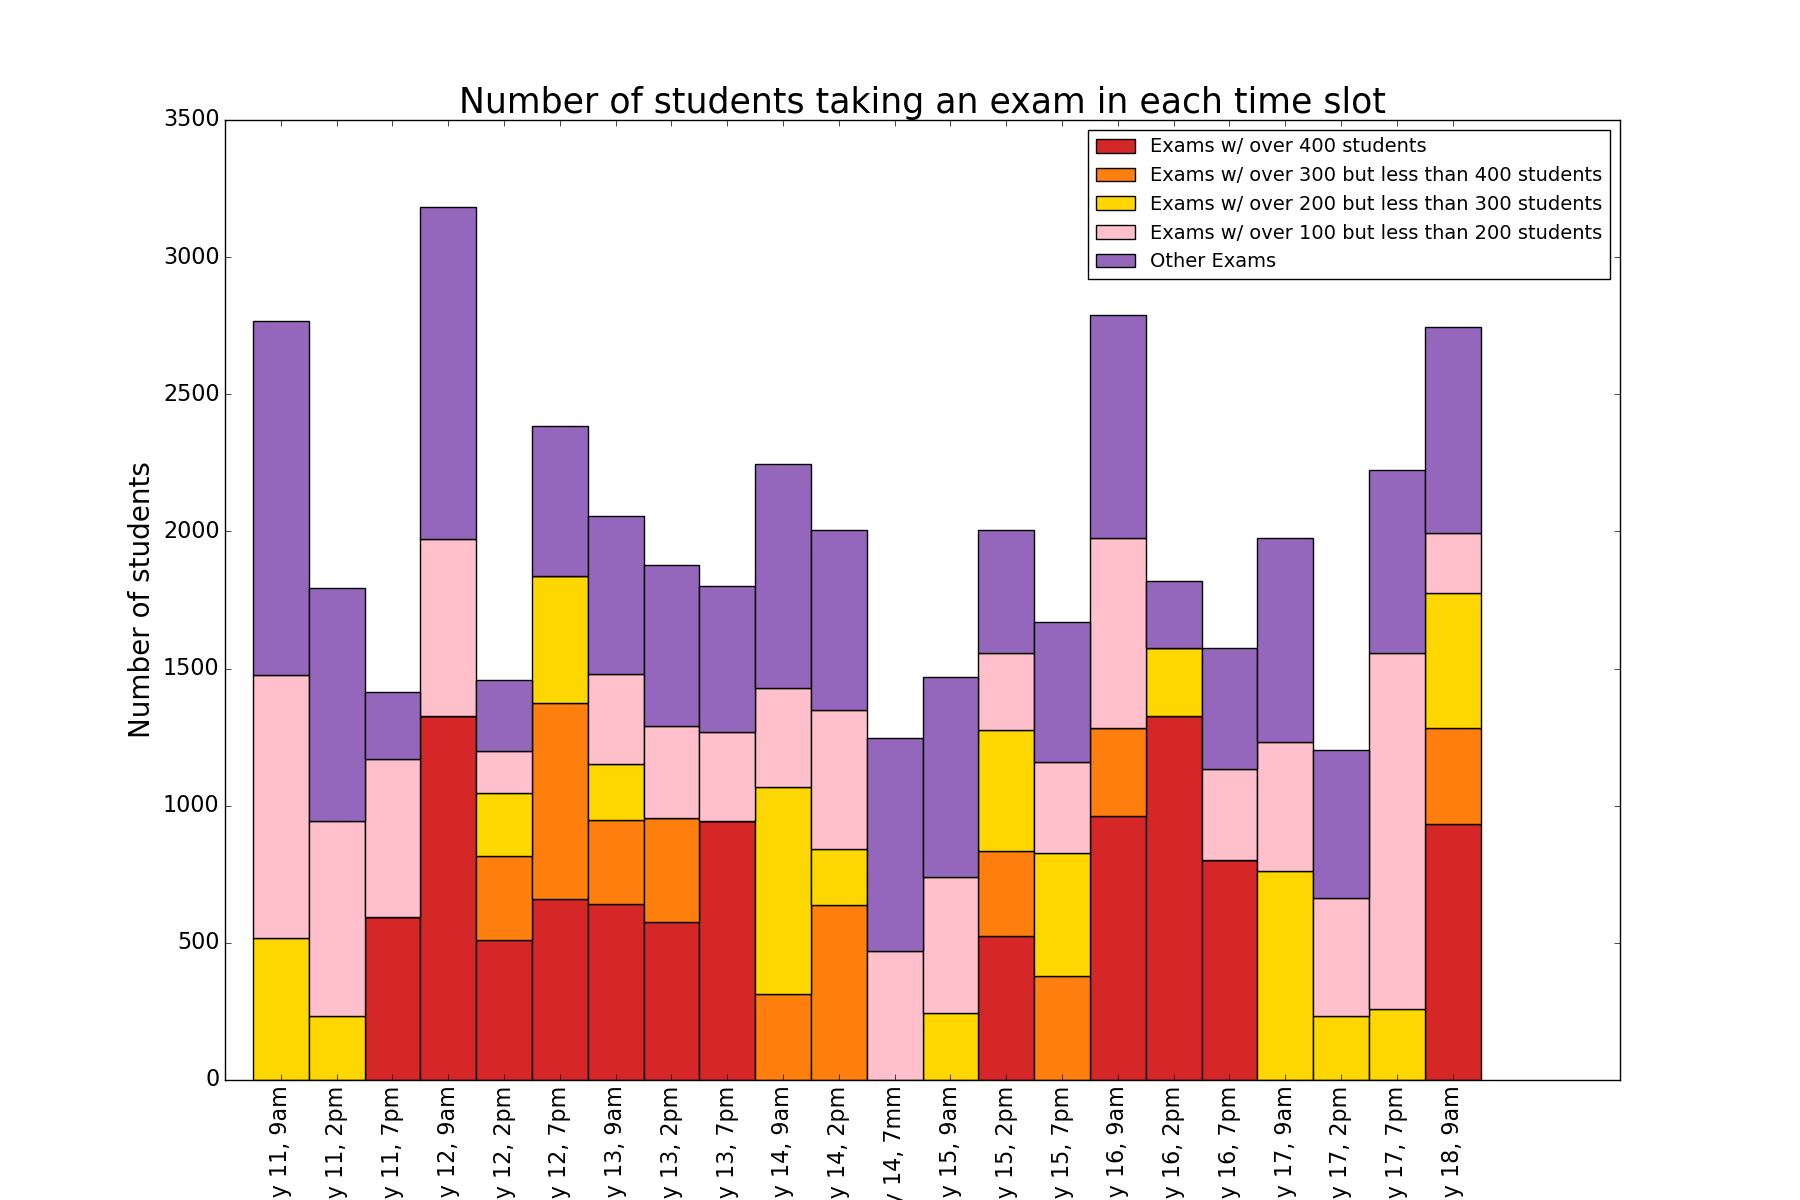 Number of students taking an exam in each time slot
3500
3000
2500
2000
1500
1000
500
0
Number of students
Exams w/ over 400 students
Exams w/ over 300 but less than 400 students
Exams w/ over 200 but less than 300 students
Exams w/ over 100 but less than 200 students
Other Exams
y 11, 9am
y 11, 2pm
y 11, 7pm
y 12, 9am
y 12, 2pm
y 12, 7pm
y 13, 9am
y 13, 2pm
y 13, 7pm
y 14, 9am
y 14, 2pm
y 14, 7mm
y 15, 9am
y 15, 2pm
y 15, 7pm
y 16, 9am
y 16, 2pm
y 16, 7pm
y 17, 9am
y 17, 2pm
y 17, 7pm
y 18, 9am